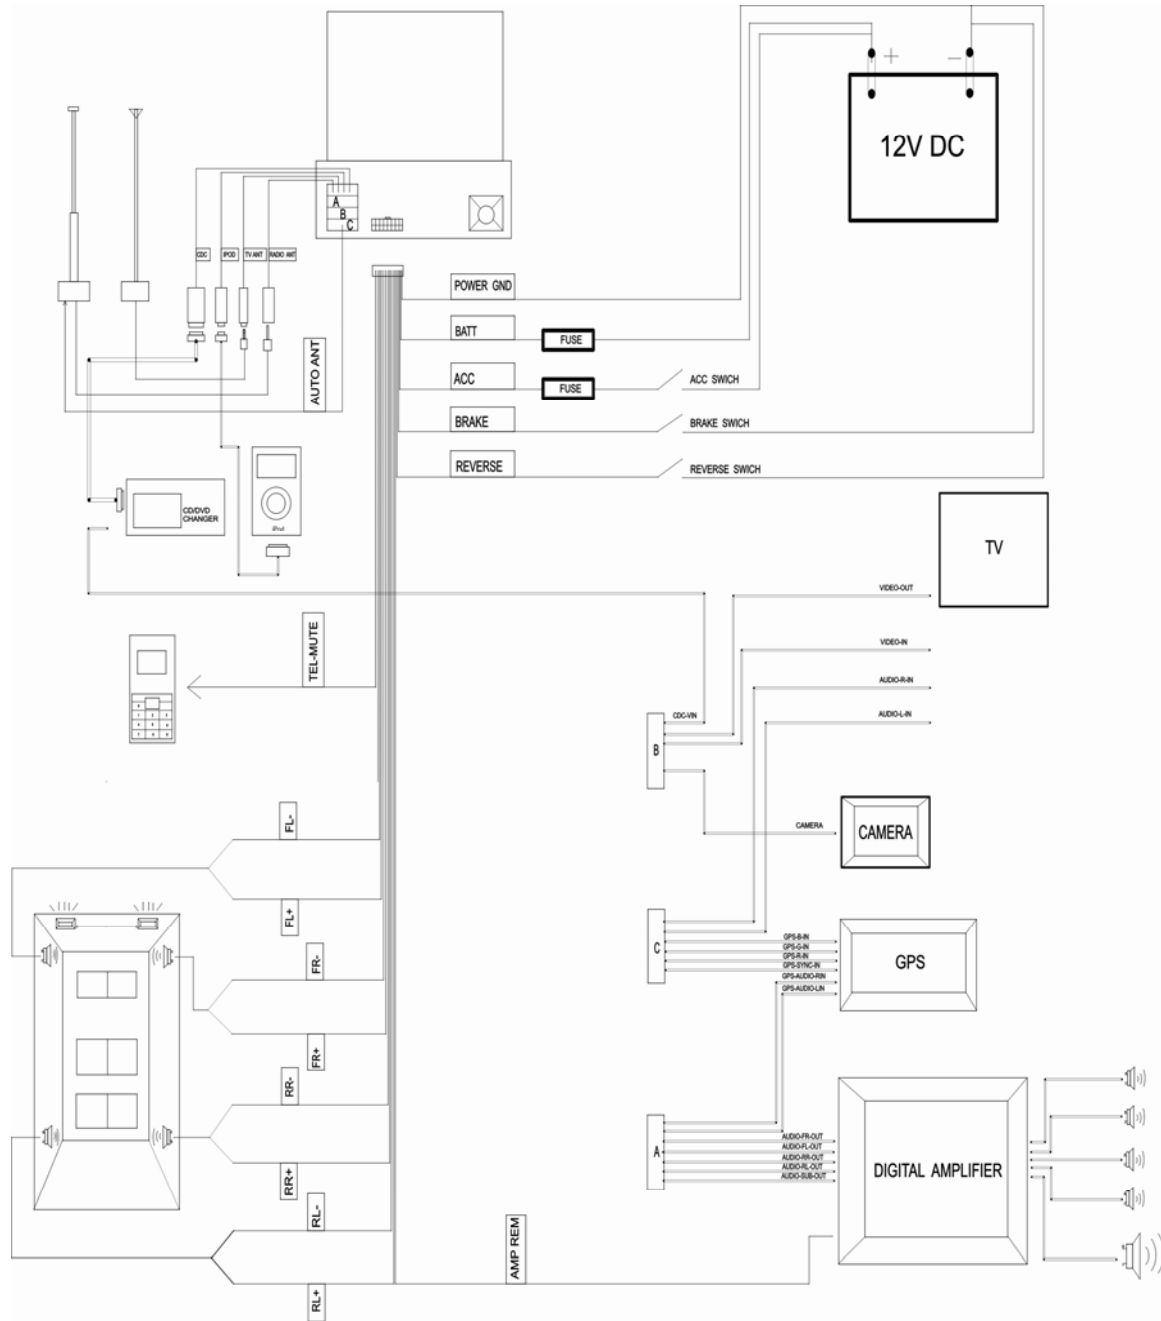 +
−
12V DC
A
B
C
CDC
IPOD
TV ANT
RADIO ANT
POWER GND
BATT
FUSE
AUTO ANT
ACC
FUSE
ACC SWICH
BRAKE
BRAKE SWICH
REVERSE
REVERSE SWICH
CD/DVD
CHANGER
iPod
TV
VIDEO-OUT
TEL-MUTE
VIDEO-IN
AUDIO-R-IN
AUDIO-L-IN
CDC-VIN
B
CAMERA
CAMERA
FL-
FL+
FR-
FR+
C
GPS-B-IN
GPS-G-IN
GPS-R-IN
GPS-SYNC-IN
GPS-AUDIO-RIN
GPS-AUDIO-LIN
GPS
RR-
RR+
A
AUDIO-FR-OUT
AUDIO-FL-OUT
AUDIO-RR-OUT
AUDIO-RL-OUT
AUDIO-SUB-OUT
DIGITAL AMPLIFIER
RL-
RL+
AMP REM